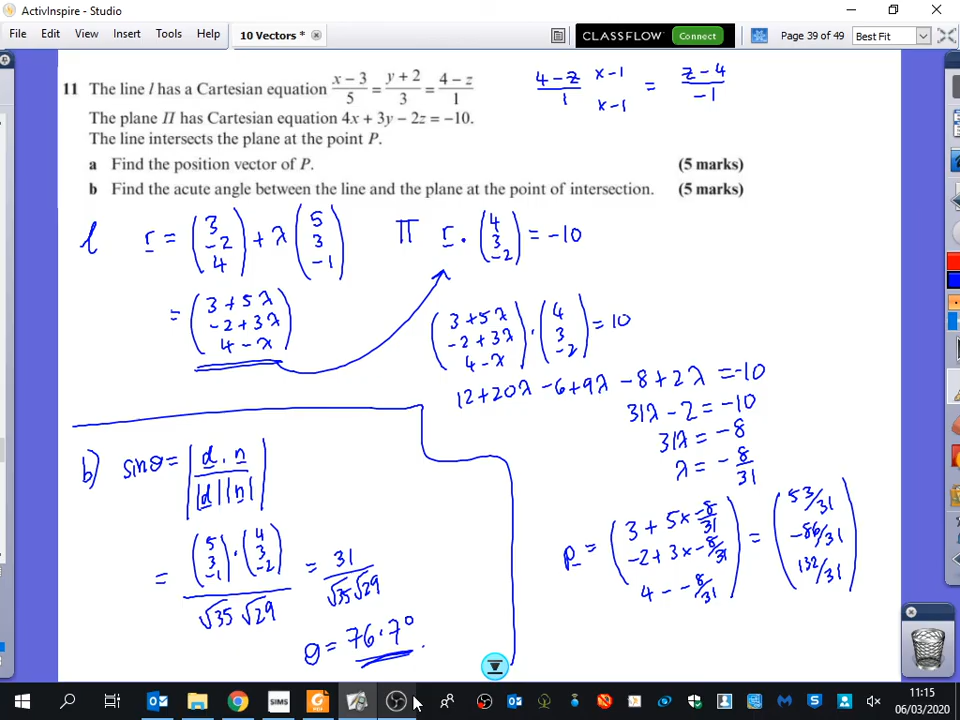 ActivInspire - Studio
File Edit View Insert Tools Help 10 Vectors * CLASSFLOW Connect Page 39 of 49 Best Fit
11 The line l has a Cartesian equation (x − 3)/5 = (y + 2)/3 = (4 − z)/1
The plane Π has Cartesian equation 4x + 3y − 2z = −10.
The line intersects the plane at the point P.
a Find the position vector of P. (5 marks)
b Find the acute angle between the line and the plane at the point of intersection. (5 marks)
(4−z)/1 x−1 / x−1 = (z−4)/−1
l r = (3, −2, 4) + λ (5, 3, −1)
= (3+5λ, −2+3λ, 4−λ)
Π r · (4, 3, −2) = −10
(3+5λ, −2+3λ, 4−λ) · (4, 3, −2) = 10
12+20λ −6+9λ −8+2λ =−10
31λ − 2 = −10
31λ = −8
λ = −8/31
P = (3 + 5×−8/31, −2+3×−8/31, 4 − −8/31) = (53/31, −86/31, 132/31)
b) sinθ = |d . n / |d||n||
= (5, 3, −1) · (4, 3, −2) / √35 √29 = 31/√35√29
θ = 76.7°.
SIMS
11:15
06/03/2020